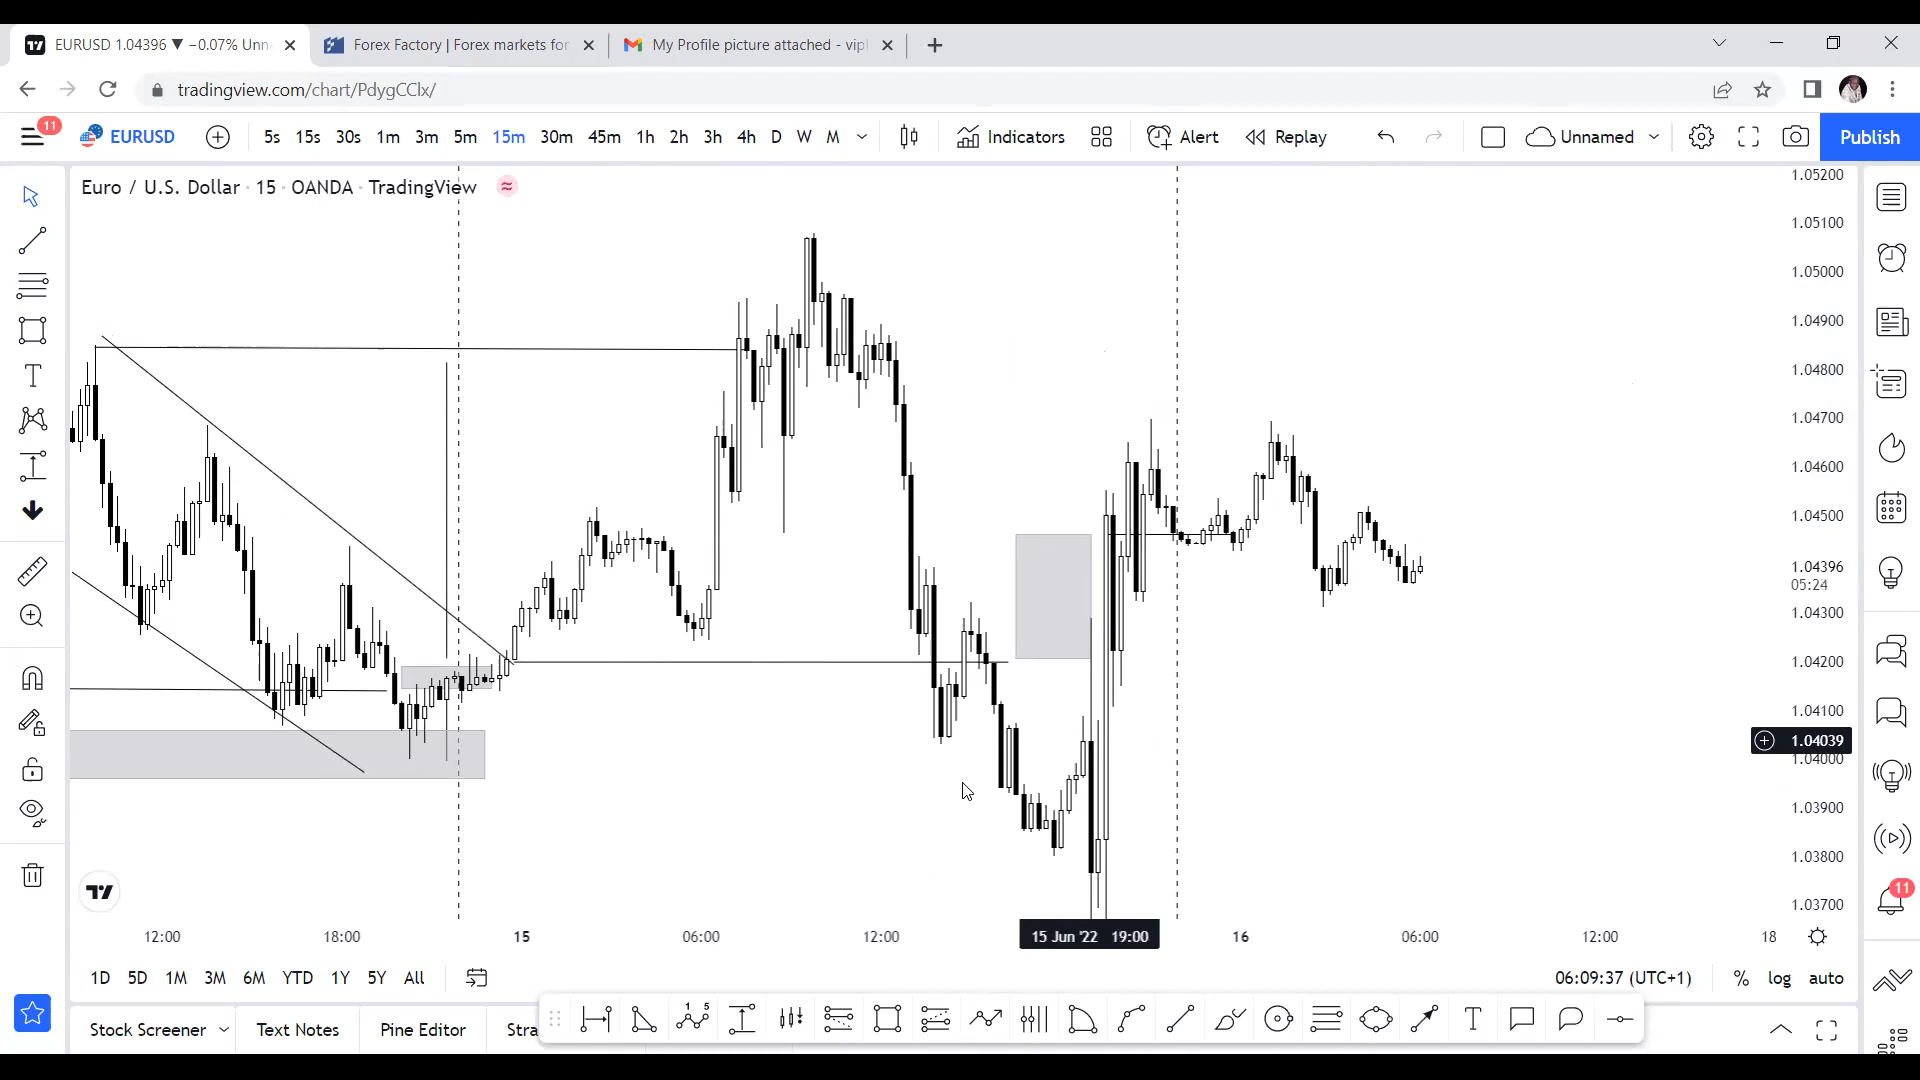 EURUSD 1.04396 ▼ −0.07% Unn
Forex Factory | Forex markets for
My Profile picture attached - vipl
tradingview.com/chart/PdygCClx/
11
EURUSD
5s 15s 30s 1m 3m 5m 15m 30m 45m 1h 2h 3h 4h D W M
Indicators
Alert
Replay
Unnamed
Publish
Euro / U.S. Dollar · 15 · OANDA · TradingView
1.05200
1.05100
1.05000
1.04900
1.04800
1.04700
1.04600
1.04500
1.04396
05:24
1.04300
1.04200
1.04100
1.04039
1.04000
1.03900
1.03800
1.03700
11
12:00 18:00 15 06:00 12:00 15 Jun '22 19:00 16 06:00 12:00 18
1D 5D 1M 3M 6M YTD 1Y 5Y All
06:09:37 (UTC+1) % log auto
Stock Screener Text Notes Pine Editor Stra